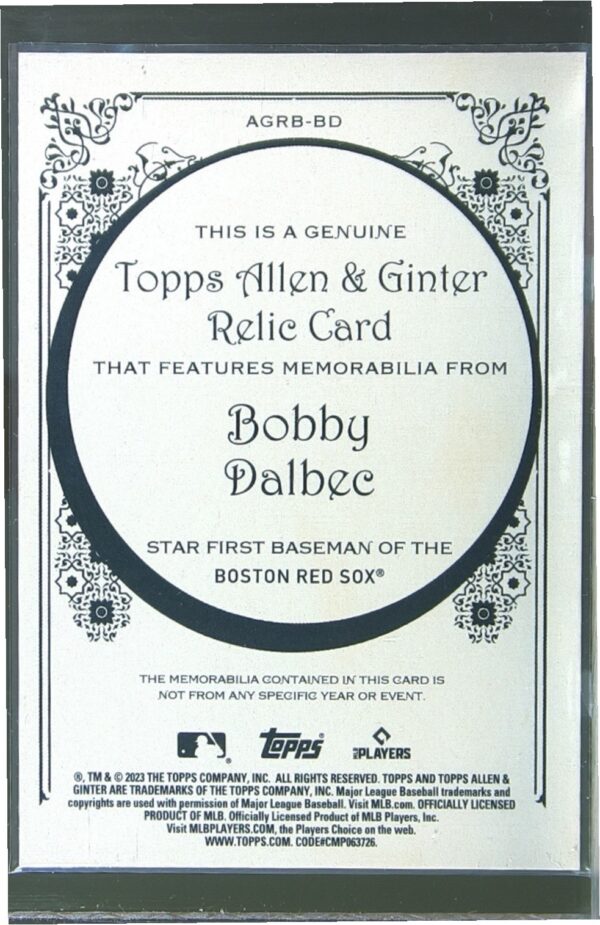 AGRB-BD
THIS IS A GENUINE
Topps Allen & Ginter
Relic Card
THAT FEATURES MEMORABILIA FROM
Bobby
Dalbec
STAR FIRST BASEMAN OF THE
BOSTON RED SOX®
THE MEMORABILIA CONTAINED IN THIS CARD IS
NOT FROM ANY SPECIFIC YEAR OR EVENT.
Topps MLB PLAYERS
®, TM & © 2023 THE TOPPS COMPANY, INC. ALL RIGHTS RESERVED. TOPPS AND TOPPS ALLEN &
GINTER ARE TRADEMARKS OF THE TOPPS COMPANY, INC. Major League Baseball trademarks and
copyrights are used with permission of Major League Baseball. Visit MLB.com. OFFICIALLY LICENSED
PRODUCT OF MLB. Officially Licensed Product of MLB Players, Inc.
Visit MLBPLAYERS.COM, the Players Choice on the web.
WWW.TOPPS.COM. CODE#CMP063726.